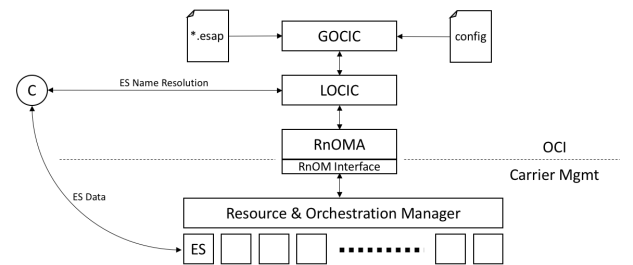 *.esap
GOCIC
config
ES Name Resolution
C
LOCIC
RnOMA
OCI
RnOM Interface
Carrier Mgmt
ES Data
Resource & Orchestration Manager
ES